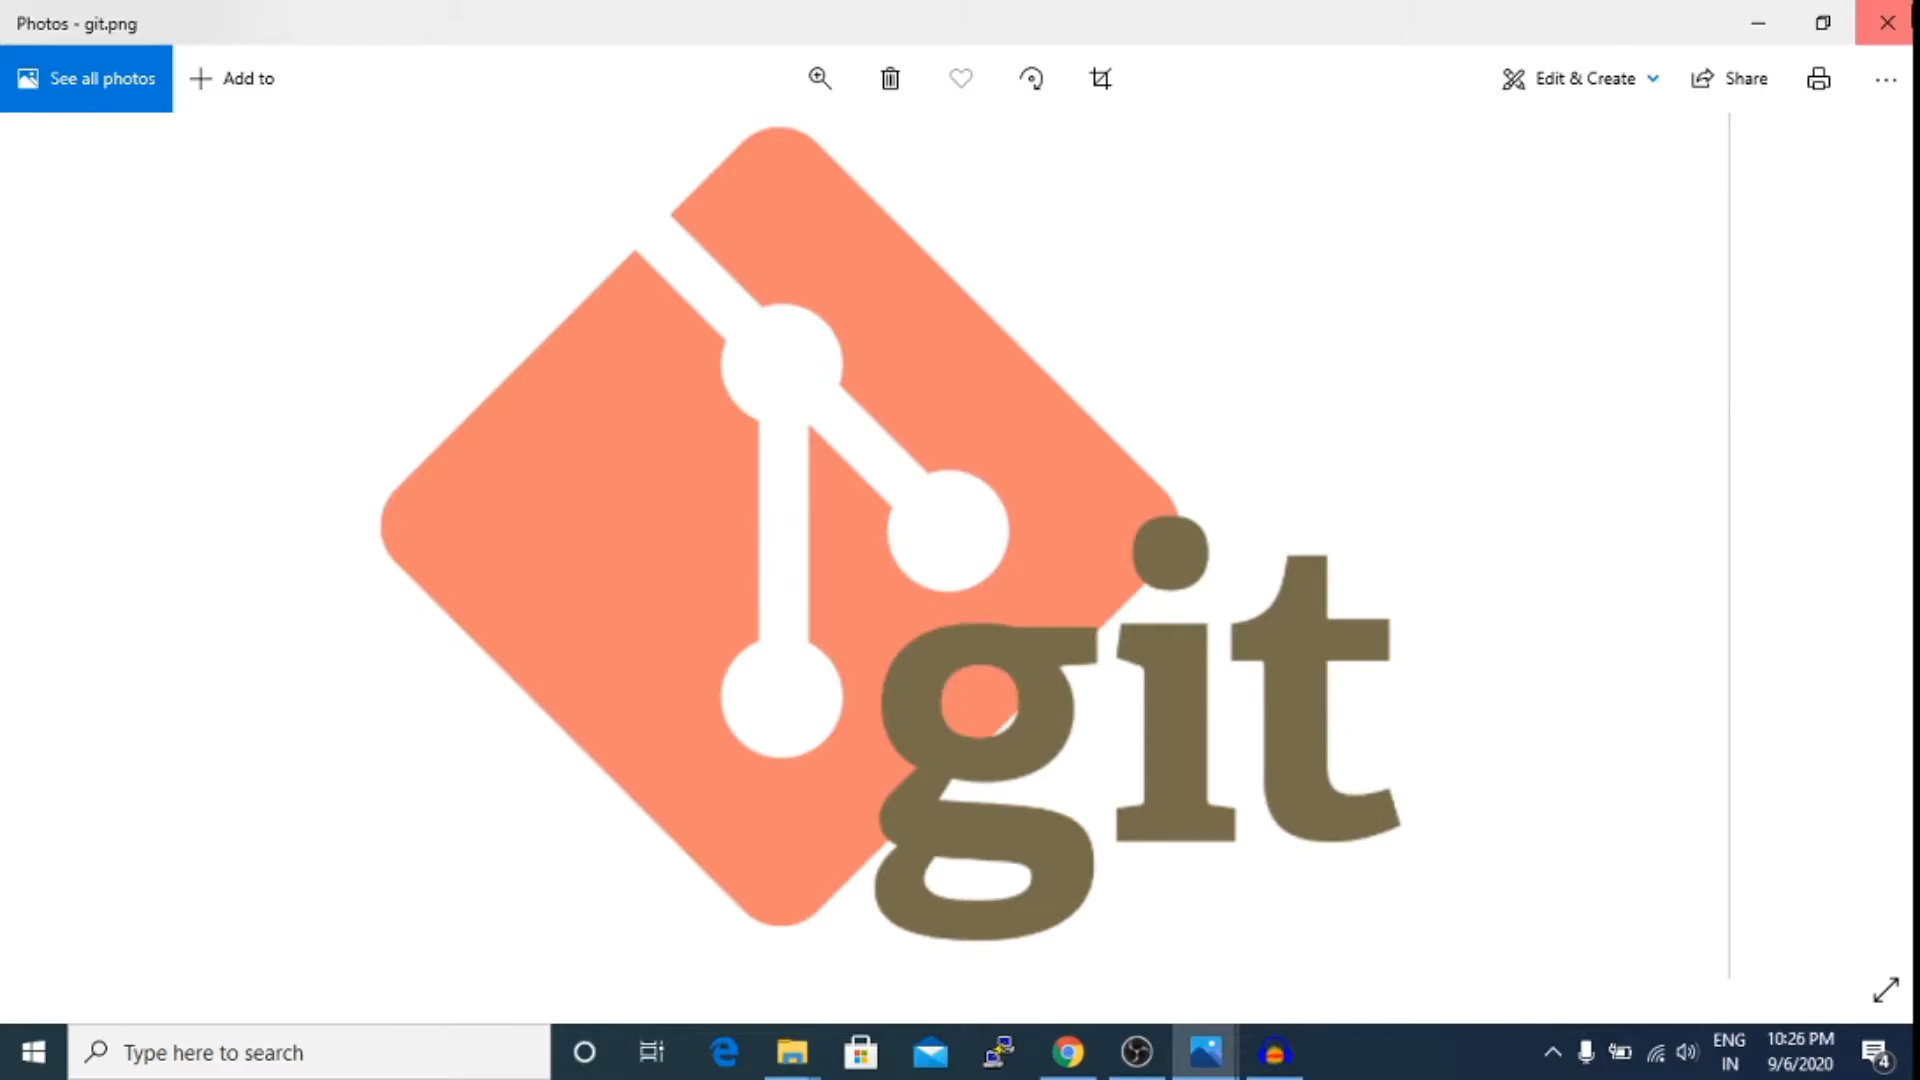 Photos - git.png
See all photos
Add to
Edit & Create
Share
git
Type here to search
ENG
IN
10:26 PM
9/6/2020
4